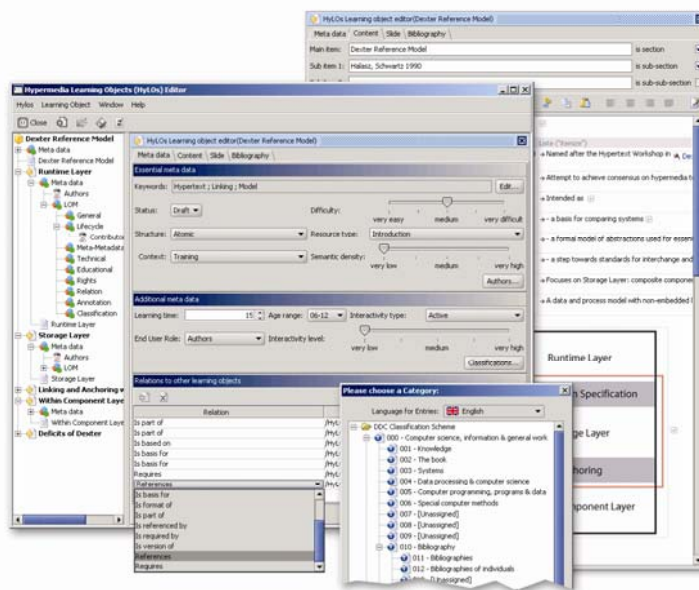 HyLOs Learning object editor(Dexter Reference Model)
Meta data Content Slide Bibliography
Main item: Dexter Reference Model is section
Sub item 1: Halasz, Schwartz 1990 is sub-section
is sub-sub-section
Named after the Hypertext Workshop in
Attempt to achieve consensus on hypermedia
Intended as
- a basis for comparing systems
- a formal model of abstractions used for
- a step towards standards for interchange and
Focuses on Storage Layer: composite
A data and process model with non-embedded
Runtime Layer
Specification
Layer
Component Layer
Hypermedia Learning Objects (HyLOs) Editor
Hylos Learning Object Window Help
Close
Dexter Reference Model
Meta data
Dexter Reference Model
Runtime Layer
Meta data
Authors
LOM
General
Lifecycle
Contributor
Meta-Metadata
Technical
Educational
Rights
Relation
Annotation
Classification
Runtime Layer
Storage Layer
Meta data
Authors
LOM
Storage Layer
Linking and Anchoring
Within Component Laye
Meta data
Within Component Laye
Deficits of Dexter
HyLOs Learning object editor(Dexter Reference Model)
Meta data Content Slide Bibliography
Essential meta data
Keywords: Hypertext ; Linking ; Model Edit...
Status: Draft Difficulty:
very easy medium very difficult
Structure: Atomic Resource type: Introduction
Context: Training Semantic density:
very low medium very high
Authors...
Additional meta data
Learning time: 15 Age range: 06-12 Interactivity type: Active
End User Role: Authors Interactivity level:
very low medium very high
Classifications...
Relations to other learning objects
Relation
Is part of
Is part of
Is based on
Is basis for
Is basis for
Requires
References
Is basis for
Is format of
Is part of
Is referenced by
Is required by
Is version of
References
Requires
Please choose a Category:
Language for Entries: English
DDC Classification Scheme
000 - Computer science, information & general work
001 - Knowledge
002 - The book
003 - Systems
004 - Data processing & computer science
005 - Computer programming, programs & data
006 - Special computer methods
007 - [Unassigned]
008 - [Unassigned]
009 - [Unassigned]
010 - Bibliography
011 - Bibliographies
012 - Bibliographies of individuals
[Unassigned]